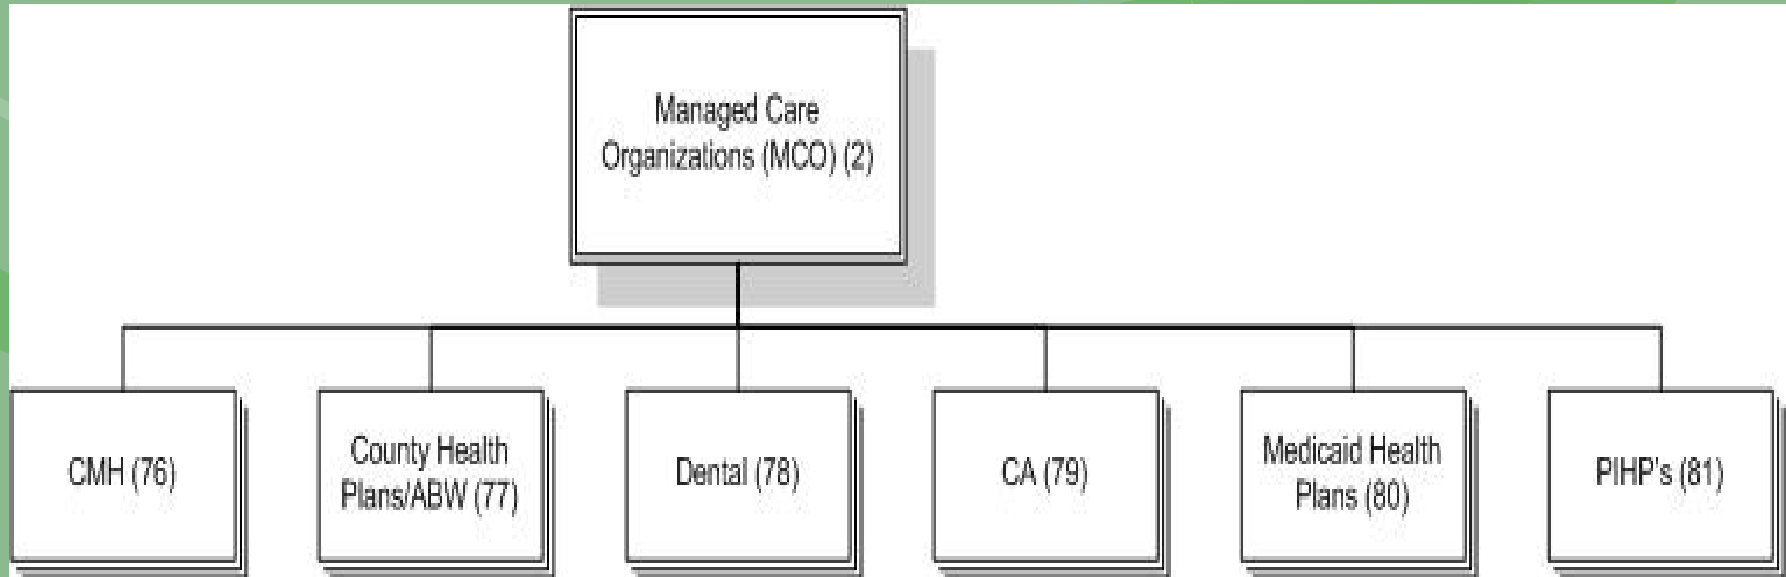 Managed Care
Organizations (MCO) (2)
CMH (76)
County Health
Plans/ABW (77)
Dental (78)
CA (79)
Medicaid Health
Plans (80)
PIHP's (81)